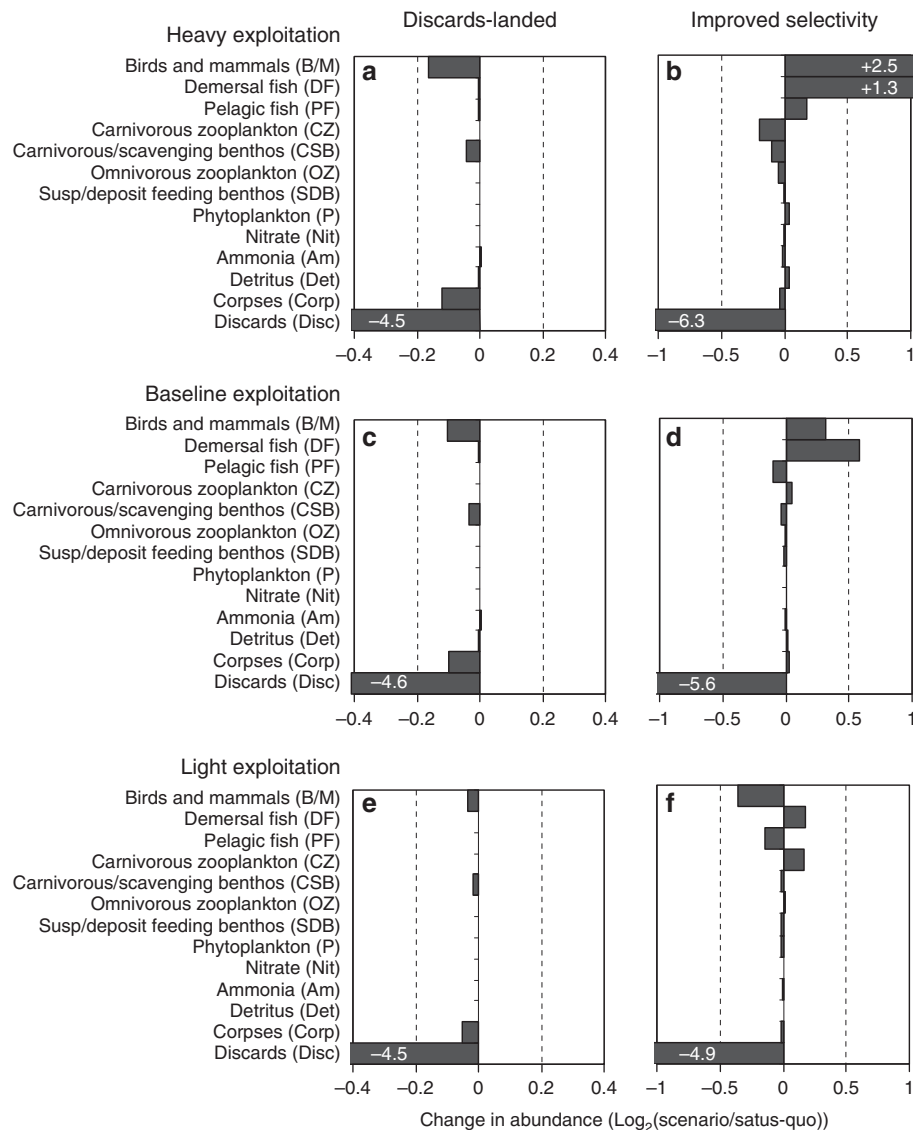 Discards-landed
Improved selectivity
Heavy exploitation
Birds and mammals (B/M)
Demersal fish (DF)
Pelagic fish (PF)
Carnivorous zooplankton (CZ)
Carnivorous/scavenging benthos (CSB)
Omnivorous zooplankton (OZ)
Susp/deposit feeding benthos (SDB)
Phytoplankton (P)
Nitrate (Nit)
Ammonia (Am)
Detritus (Det)
Corpses (Corp)
Discards (Disc)
a
−4.5
−0.4 −0.2 0 0.2 0.4
b
+2.5
+1.3
−6.3
−1 −0.5 0 0.5 1
Baseline exploitation
Birds and mammals (B/M)
Demersal fish (DF)
Pelagic fish (PF)
Carnivorous zooplankton (CZ)
Carnivorous/scavenging benthos (CSB)
Omnivorous zooplankton (OZ)
Susp/deposit feeding benthos (SDB)
Phytoplankton (P)
Nitrate (Nit)
Ammonia (Am)
Detritus (Det)
Corpses (Corp)
Discards (Disc)
c
−4.6
−0.4 −0.2 0 0.2 0.4
d
−5.6
−1 −0.5 0 0.5 1
Light exploitation
Birds and mammals (B/M)
Demersal fish (DF)
Pelagic fish (PF)
Carnivorous zooplankton (CZ)
Carnivorous/scavenging benthos (CSB)
Omnivorous zooplankton (OZ)
Susp/deposit feeding benthos (SDB)
Phytoplankton (P)
Nitrate (Nit)
Ammonia (Am)
Detritus (Det)
Corpses (Corp)
Discards (Disc)
e
−4.5
−0.4 −0.2 0 0.2 0.4
f
−4.9
−1 −0.5 0 0.5 1
Change in abundance (Log₂(scenario/satus-quo))